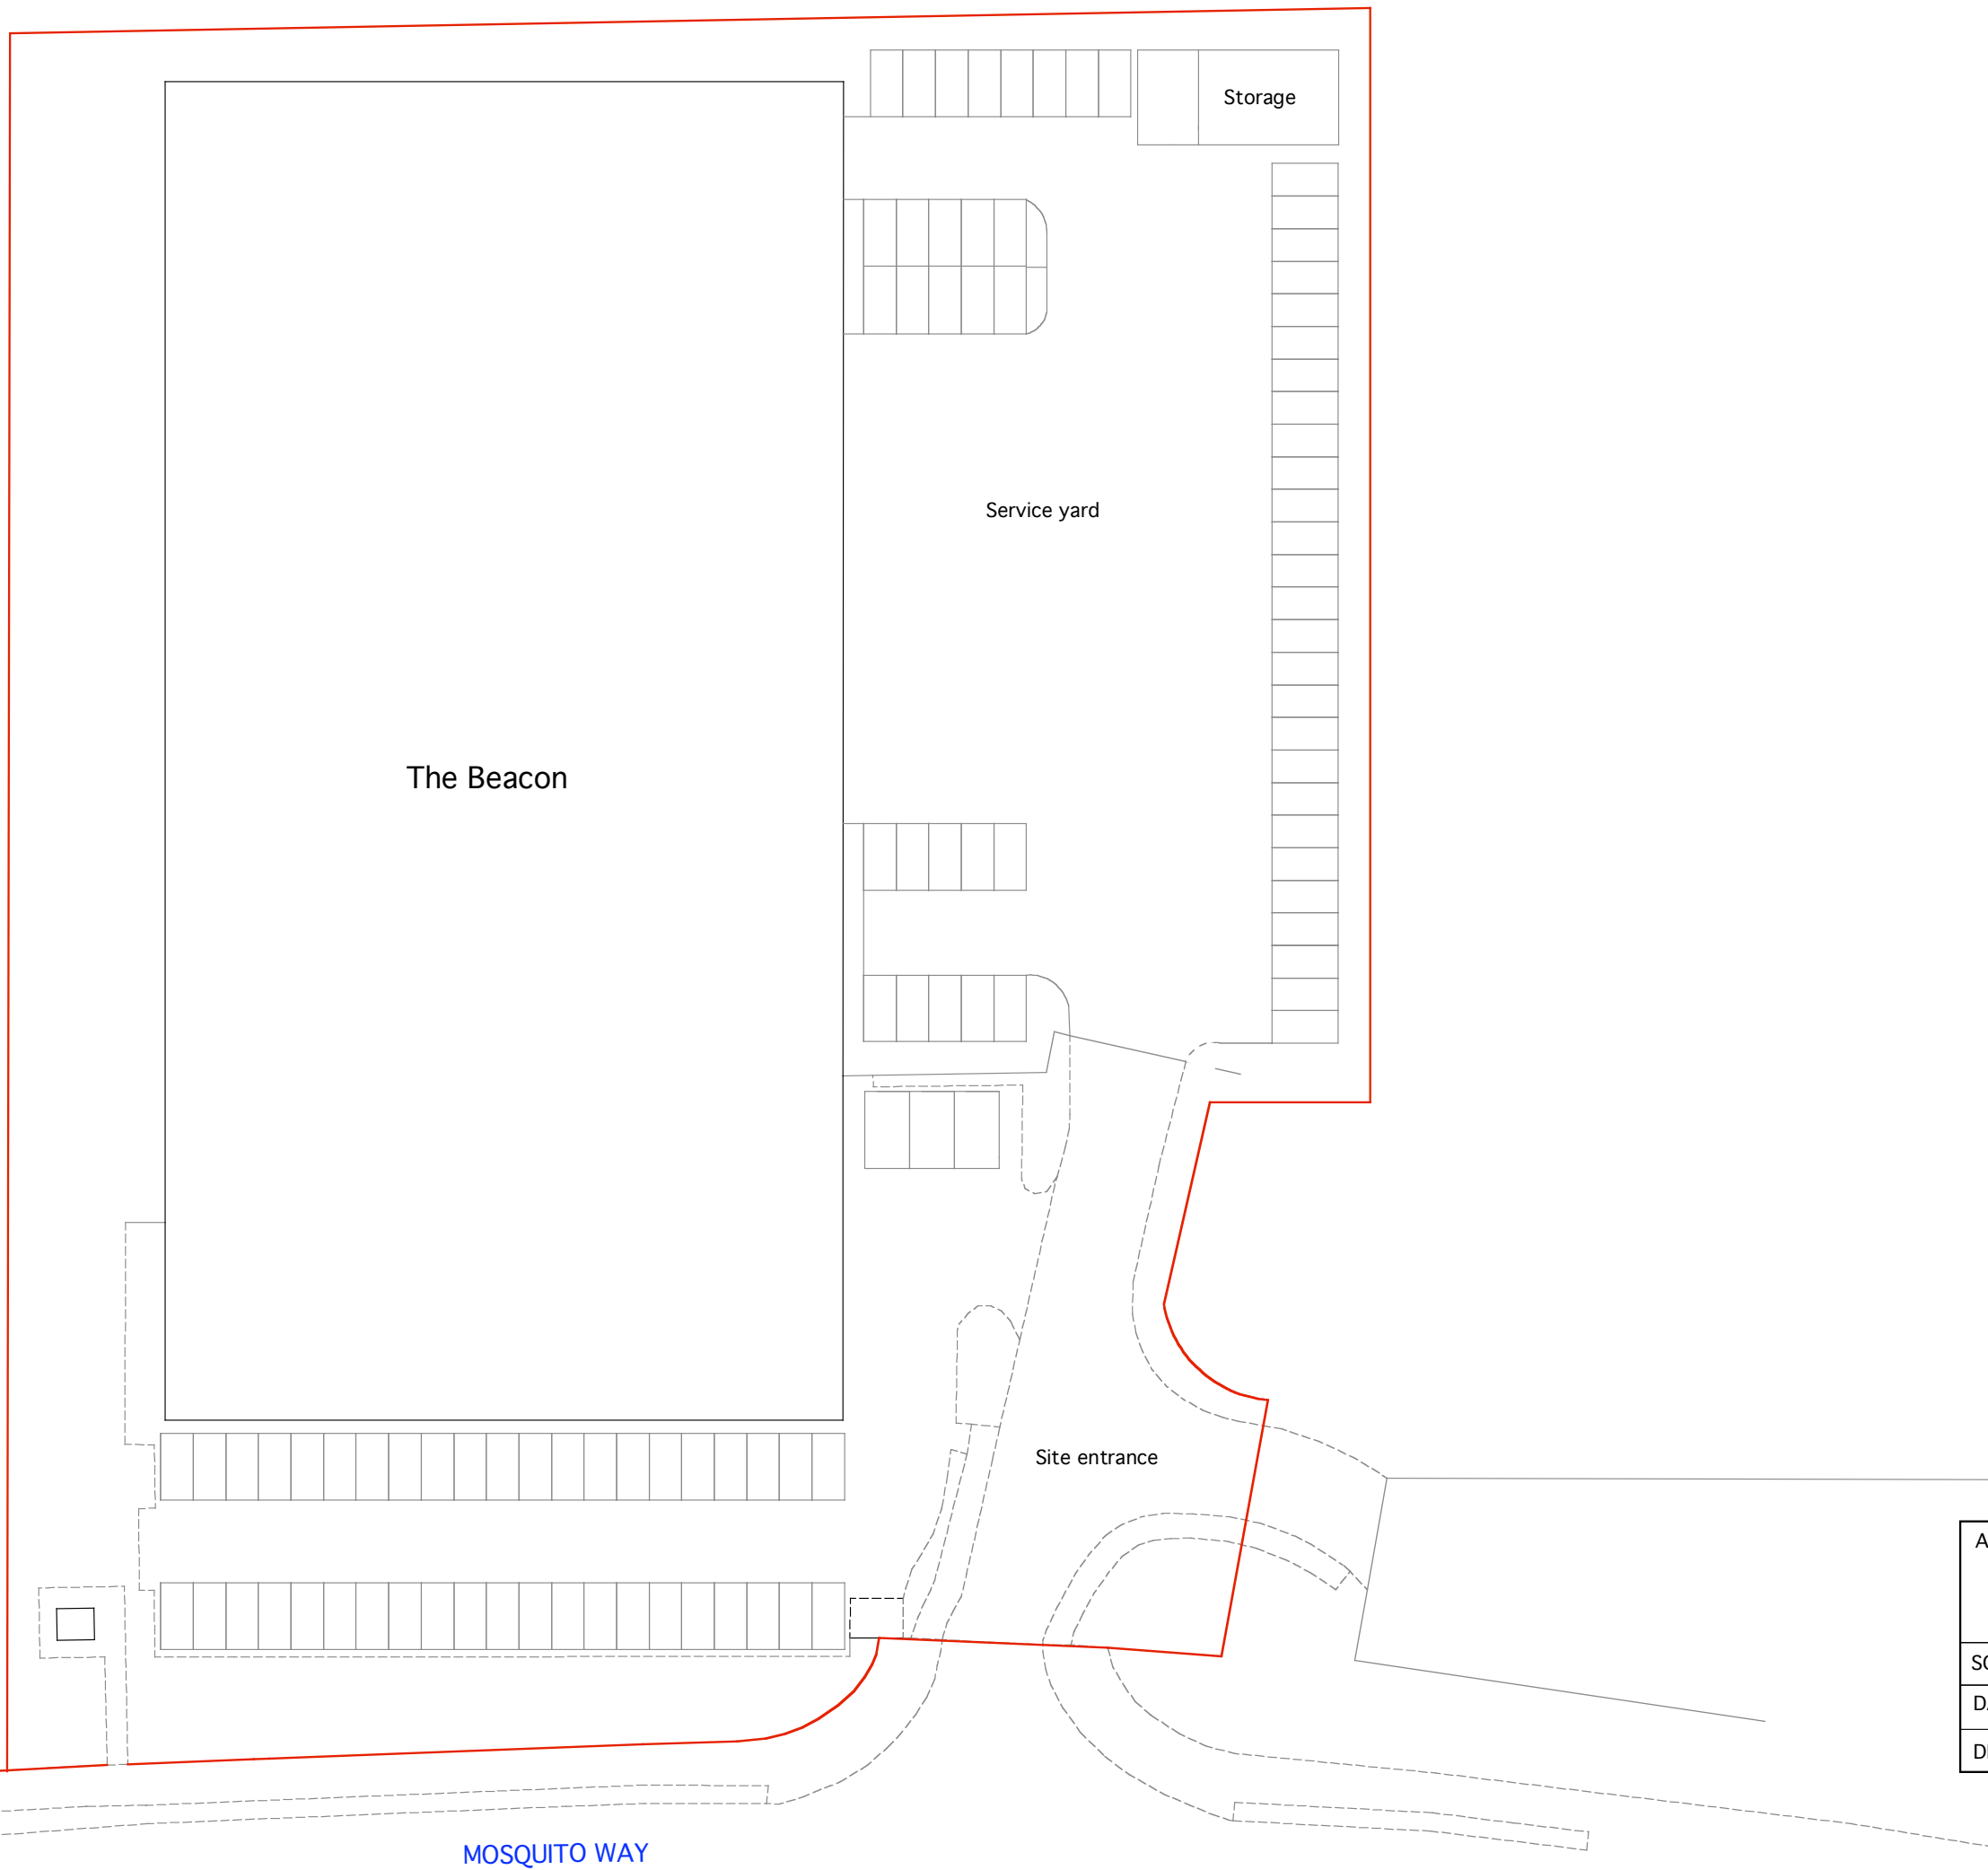 Storage
Service yard
The Beacon
Site entrance
MOSQUITO WAY